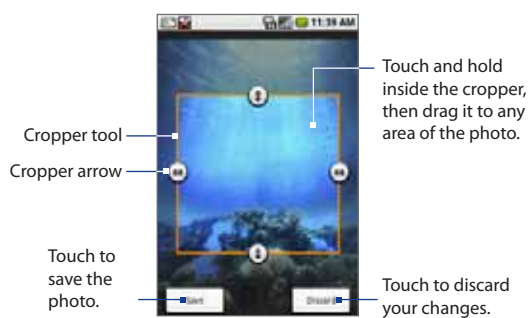 11:39 AM
Touch and hold
inside the cropper,
then drag it to any
area of the photo.
Cropper tool
Cropper arrow
Touch to
save the
photo.
Save
Discard
Touch to discard
your changes.